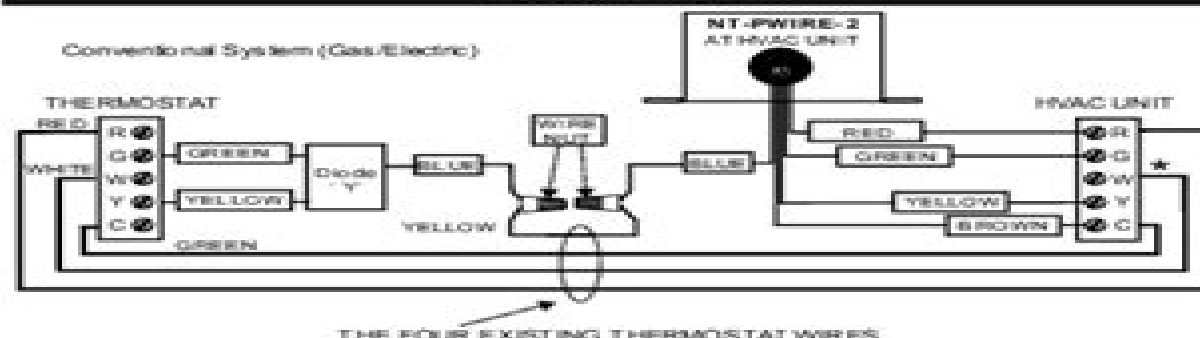 NT-PWIRE-2
AT HVAC UNIT
Conventional System (Gas/Electric)
THERMOSTAT
HVAC UNIT
RED
R
G
W
Y
C
WHITE
GREEN
YELLOW
Diode
"Y"
BLUE
WIRE
NUT
YELLOW
BLUE
RED
GREEN
YELLOW
BROWN
R
G
W
Y
C
*
GREEN
THE FOUR EXISTING THERMOSTAT WIRES